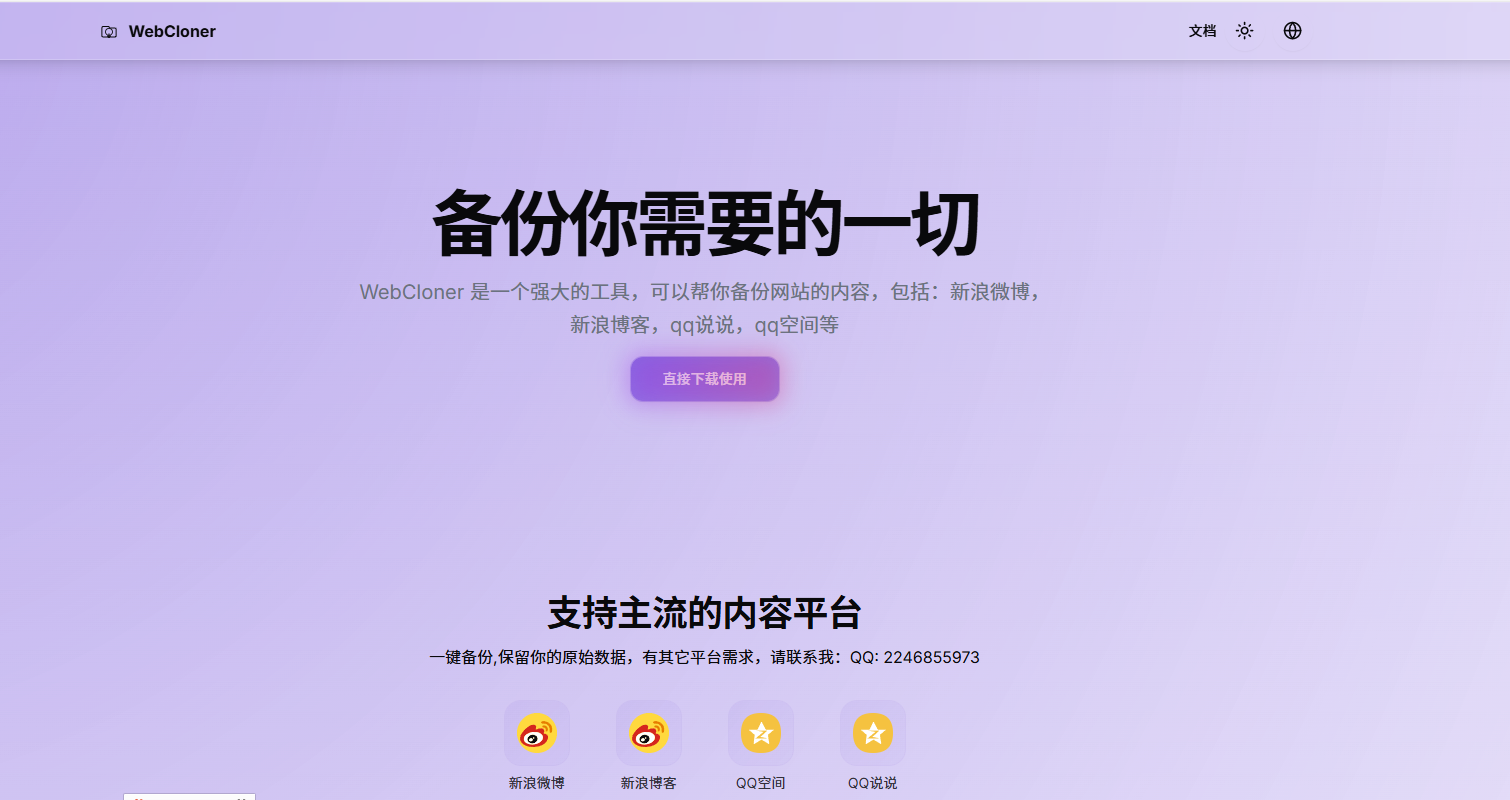 WebCloner
文档
备份你需要的一切
WebCloner 是一个强大的工具，可以帮你备份网站的内容，包括：新浪微博，
新浪博客，qq说说，qq空间等
直接下载使用
支持主流的内容平台
一键备份,保留你的原始数据，有其它平台需求，请联系我：QQ: 2246855973
新浪微博
新浪博客
QQ空间
QQ说说